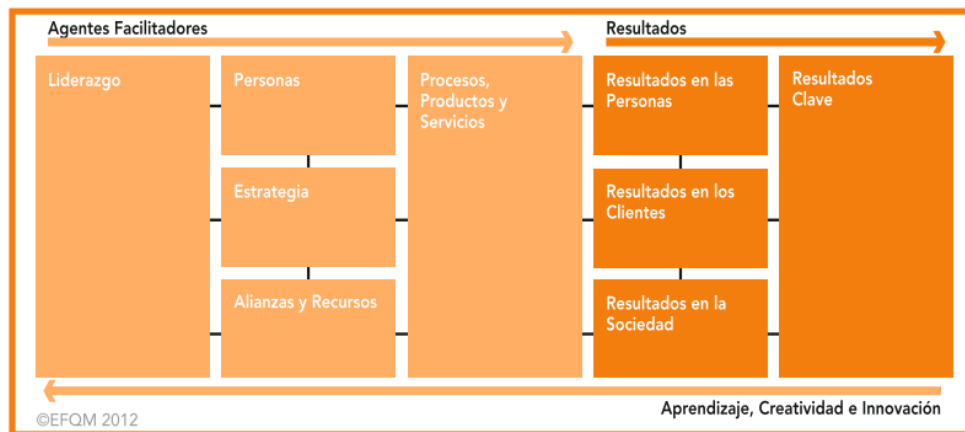 Agentes Facilitadores
Resultados
Liderazgo
Personas
Procesos,
Productos y
Servicios
Resultados en las
Personas
Resultados
Clave
Estrategia
Resultados en los
Clientes
Alianzas y Recursos
Resultados en la
Sociedad
Aprendizaje, Creatividad e Innovación
©EFQM 2012